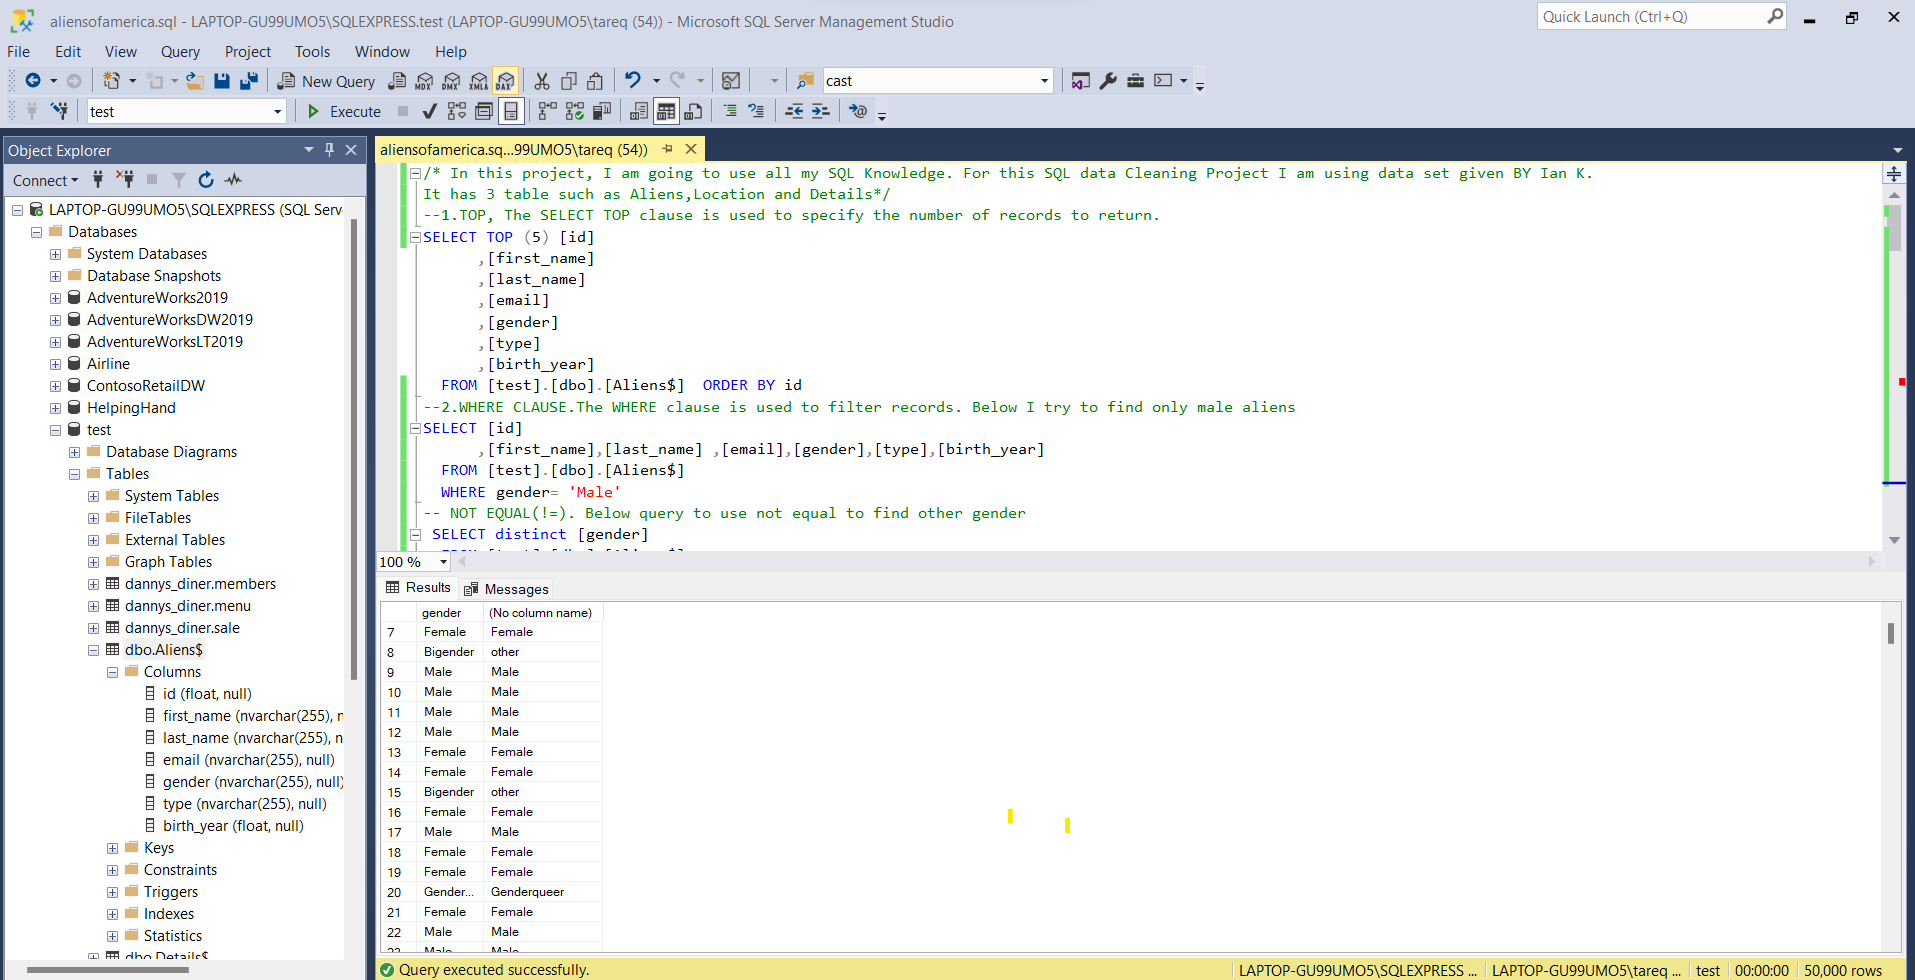 aliensofamerica.sql - LAPTOP-GU99UMO5\SQLEXPRESS.test (LAPTOP-GU99UMO5\tareq (54)) - Microsoft SQL Server Management Studio
Quick Launch (Ctrl+Q)
File Edit View Query Project Tools Window Help
New Query MDX DMX XMLA DAX cast
test Execute
Object Explorer
aliensofamerica.sq...99UMO5\tareq (54))
Connect
LAPTOP-GU99UMO5\SQLEXPRESS (SQL Serv
Databases
System Databases
Database Snapshots
AdventureWorks2019
AdventureWorksDW2019
AdventureWorksLT2019
Airline
ContosoRetailDW
HelpingHand
test
Database Diagrams
Tables
System Tables
FileTables
External Tables
Graph Tables
dannys_diner.members
dannys_diner.menu
dannys_diner.sale
dbo.Aliens$
Columns
id (float, null)
first_name (nvarchar(255), n
last_name (nvarchar(255), n
email (nvarchar(255), null)
gender (nvarchar(255), null)
type (nvarchar(255), null)
birth_year (float, null)
Keys
Constraints
Triggers
Indexes
Statistics
dbo.Details$
/* In this project, I am going to use all my SQL Knowledge. For this SQL data Cleaning Project I am using data set given BY Ian K.
It has 3 table such as Aliens,Location and Details*/
--1.TOP, The SELECT TOP clause is used to specify the number of records to return.
SELECT TOP (5) [id]
,[first_name]
,[last_name]
,[email]
,[gender]
,[type]
,[birth_year]
FROM [test].[dbo].[Aliens$]  ORDER BY id
--2.WHERE CLAUSE.The WHERE clause is used to filter records. Below I try to find only male aliens
SELECT [id]
,[first_name],[last_name] ,[email],[gender],[type],[birth_year]
FROM [test].[dbo].[Aliens$]
WHERE gender= 'Male'
-- NOT EQUAL(!=). Below query to use not equal to find other gender
SELECT distinct [gender]
FROM [test].[dbo].[Aliens$]
100 %
Results Messages
gender (No column name)
7 Female Female
8 Bigender other
9 Male Male
10 Male Male
11 Male Male
12 Male Male
13 Female Female
14 Female Female
15 Bigender other
16 Female Female
17 Male Male
18 Female Female
19 Female Female
20 Gender... Genderqueer
21 Female Female
22 Male Male
23 Male Male
Query executed successfully.
LAPTOP-GU99UMO5\SQLEXPRESS ... LAPTOP-GU99UMO5\tareq ... test 00:00:00 50,000 rows